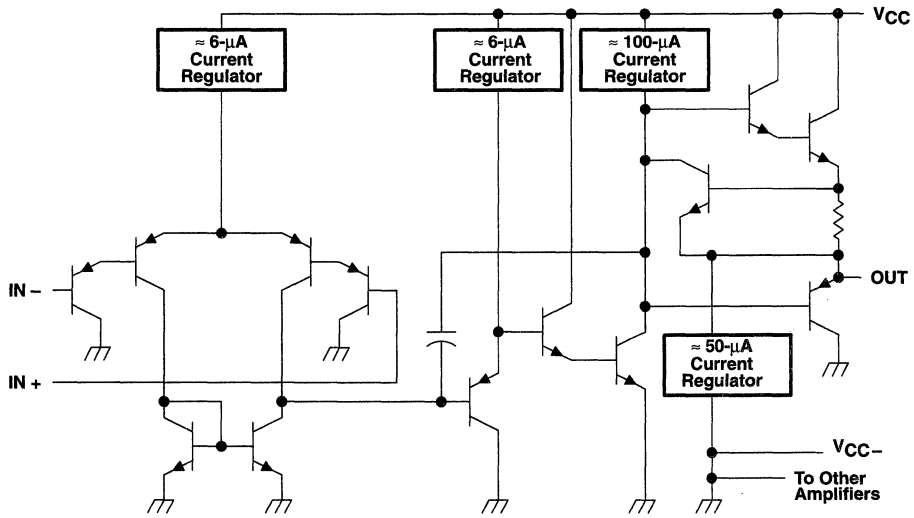 VCC
≈ 6-µA
Current
Regulator
≈ 6-µA
Current
Regulator
≈ 100-µA
Current
Regulator
IN –
OUT
≈ 50-µA
Current
Regulator
IN +
VCC–
To Other
Amplifiers